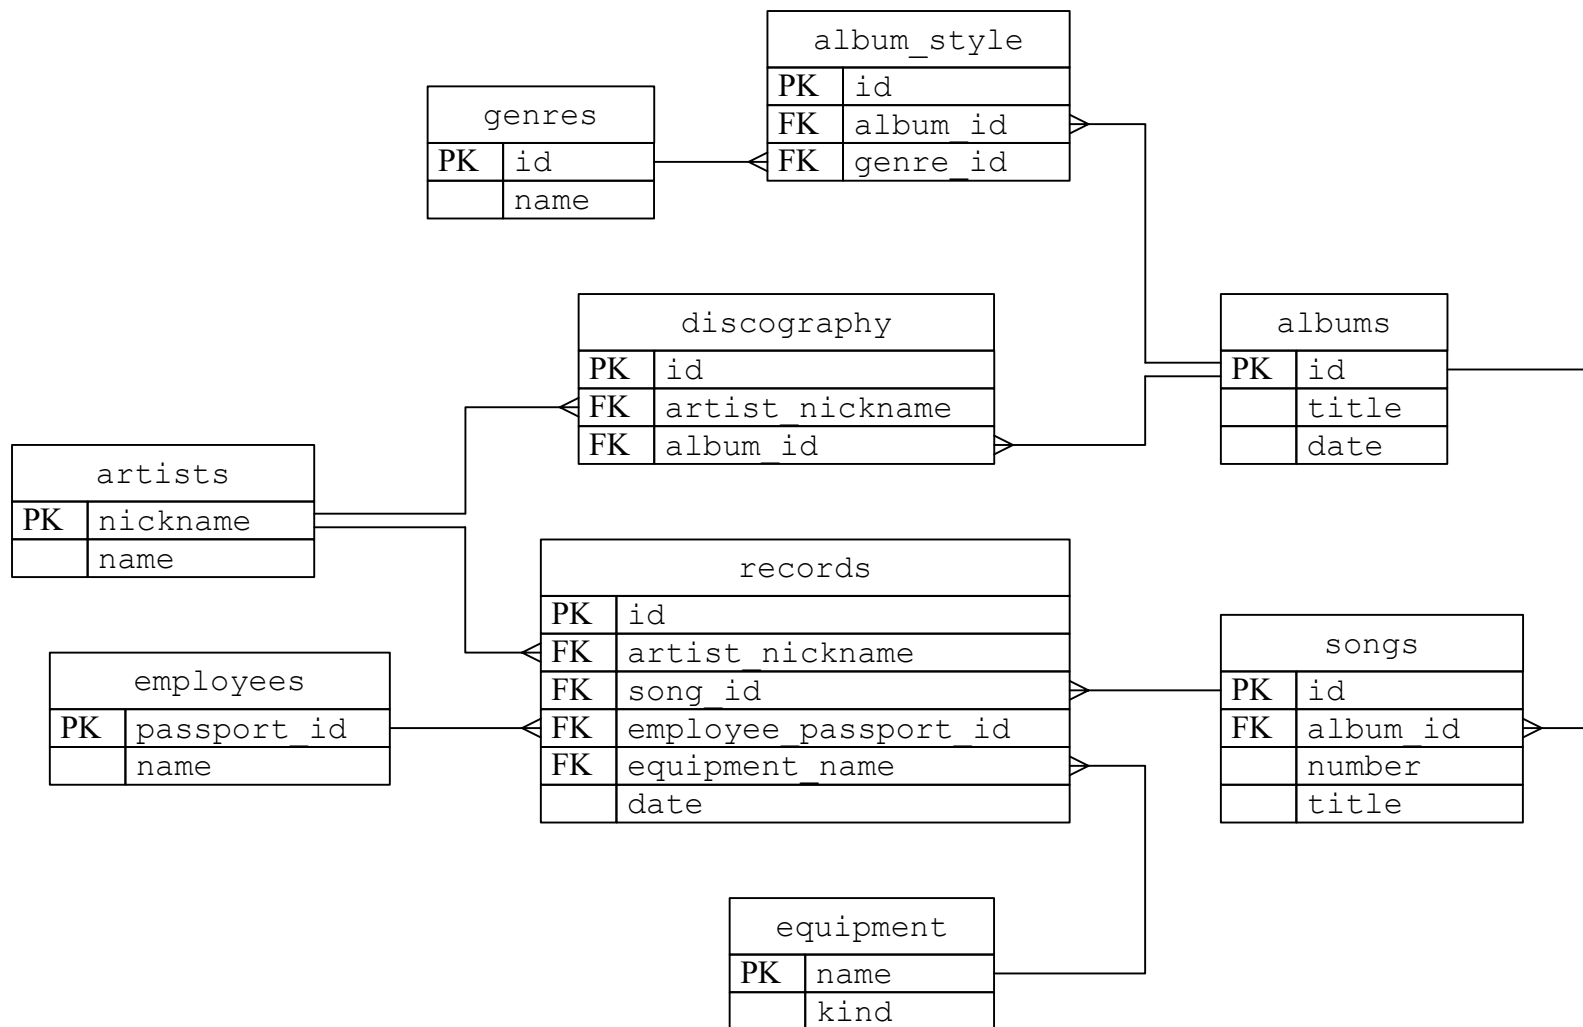 album_style
PK id
FK album_id
FK genre_id
genres
PK id
name
discography
PK id
FK artist_nickname
FK album_id
albums
PK id
title
date
artists
PK nickname
name
records
PK id
FK artist_nickname
FK song_id
FK employee_passport_id
FK equipment_name
date
employees
PK passport_id
name
songs
PK id
FK album_id
number
title
equipment
PK name
kind